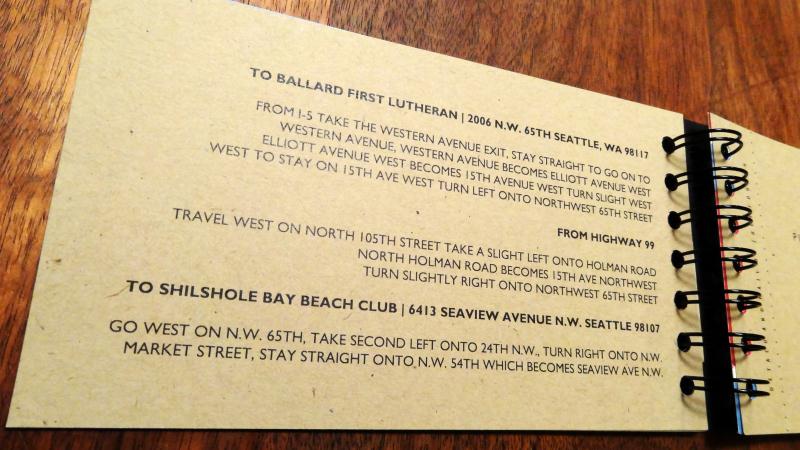 TO BALLARD FIRST LUTHERAN | 2006 N.W. 65TH SEATTLE, WA 98117
FROM I-5 TAKE THE WESTERN AVENUE EXIT, STAY STRAIGHT TO GO ON TO
WESTERN AVENUE, WESTERN AVENUE BECOMES ELLIOTT AVENUE WEST
ELLIOTT AVENUE WEST BECOMES 15TH AVENUE WEST TURN SLIGHT WEST
WEST TO STAY ON 15TH AVE WEST TURN LEFT ONTO NORTHWEST 65TH STREET
FROM HIGHWAY 99
TRAVEL WEST ON NORTH 105TH STREET TAKE A SLIGHT LEFT ONTO HOLMAN ROAD
NORTH HOLMAN ROAD BECOMES 15TH AVE NORTHWEST
TURN SLIGHTLY RIGHT ONTO NORTHWEST 65TH STREET
TO SHILSHOLE BAY BEACH CLUB | 6413 SEAVIEW AVENUE N.W. SEATTLE 98107
GO WEST ON N.W. 65TH, TAKE SECOND LEFT ONTO 24TH N.W., TURN RIGHT ONTO N.W.
MARKET STREET, STAY STRAIGHT ONTO N.W. 54TH WHICH BECOMES SEAVIEW AVE N.W.